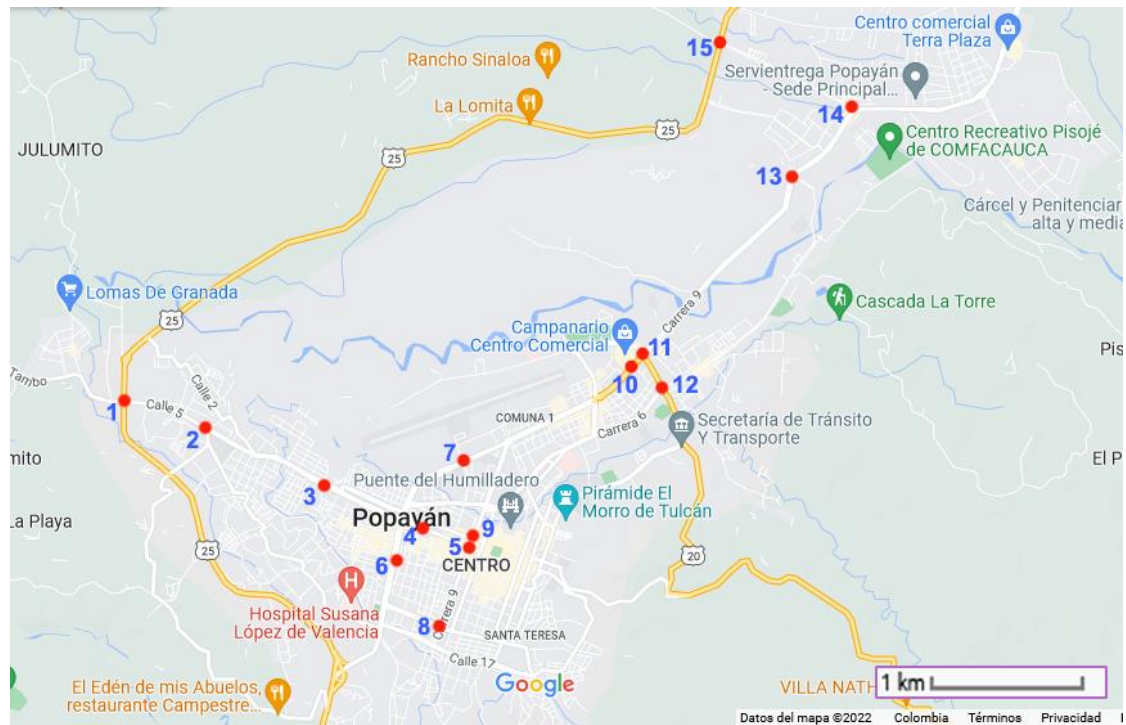 Centro comercial
Terra Plaza
15
Rancho Sinaloa
Servientrega Popayán
- Sede Principal...
La Lomita
14
25
JULUMITO
25
Centro Recreativo Pisojé
de COMFACAUCA
13
Cárcel y Penitenciar
alta y media
Lomas De Granada
Carrera 9
Cascada La Torre
25
Campanario
Centro Comercial
11
Pis
Tambo
Calle 2
10
12
1
Calle 5
2
COMUNA 1
Carrera 6
Secretaría de Tránsito
Y Transporte
mito
7
El P
Puente del Humilladero
3
Pirámide El
Morro de Tulcán
La Playa
Popayán
4
9
5
25
6
CENTRO
20
Hospital Susana
López de Valencia
Carrera 9
8
SANTA TERESA
Calle 17
Google
1 km
El Edén de mis Abuelos,
restaurante Campestre...
VILLA NATH
Datos del mapa ©2022 Colombia Términos Privacidad